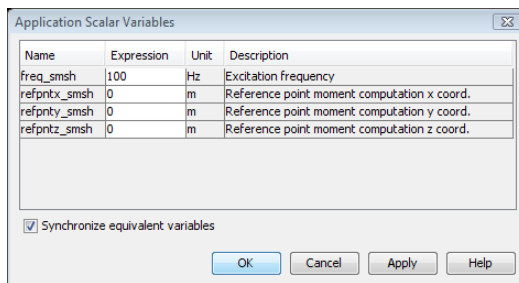 Application Scalar Variables
Name Expression Unit Description
freq_smsh 100 Hz Excitation frequency
refpntx_smsh 0 m Reference point moment computation x coord.
refpnty_smsh 0 m Reference point moment computation y coord.
refpntz_smsh 0 m Reference point moment computation z coord.
Synchronize equivalent variables
OK Cancel Apply Help